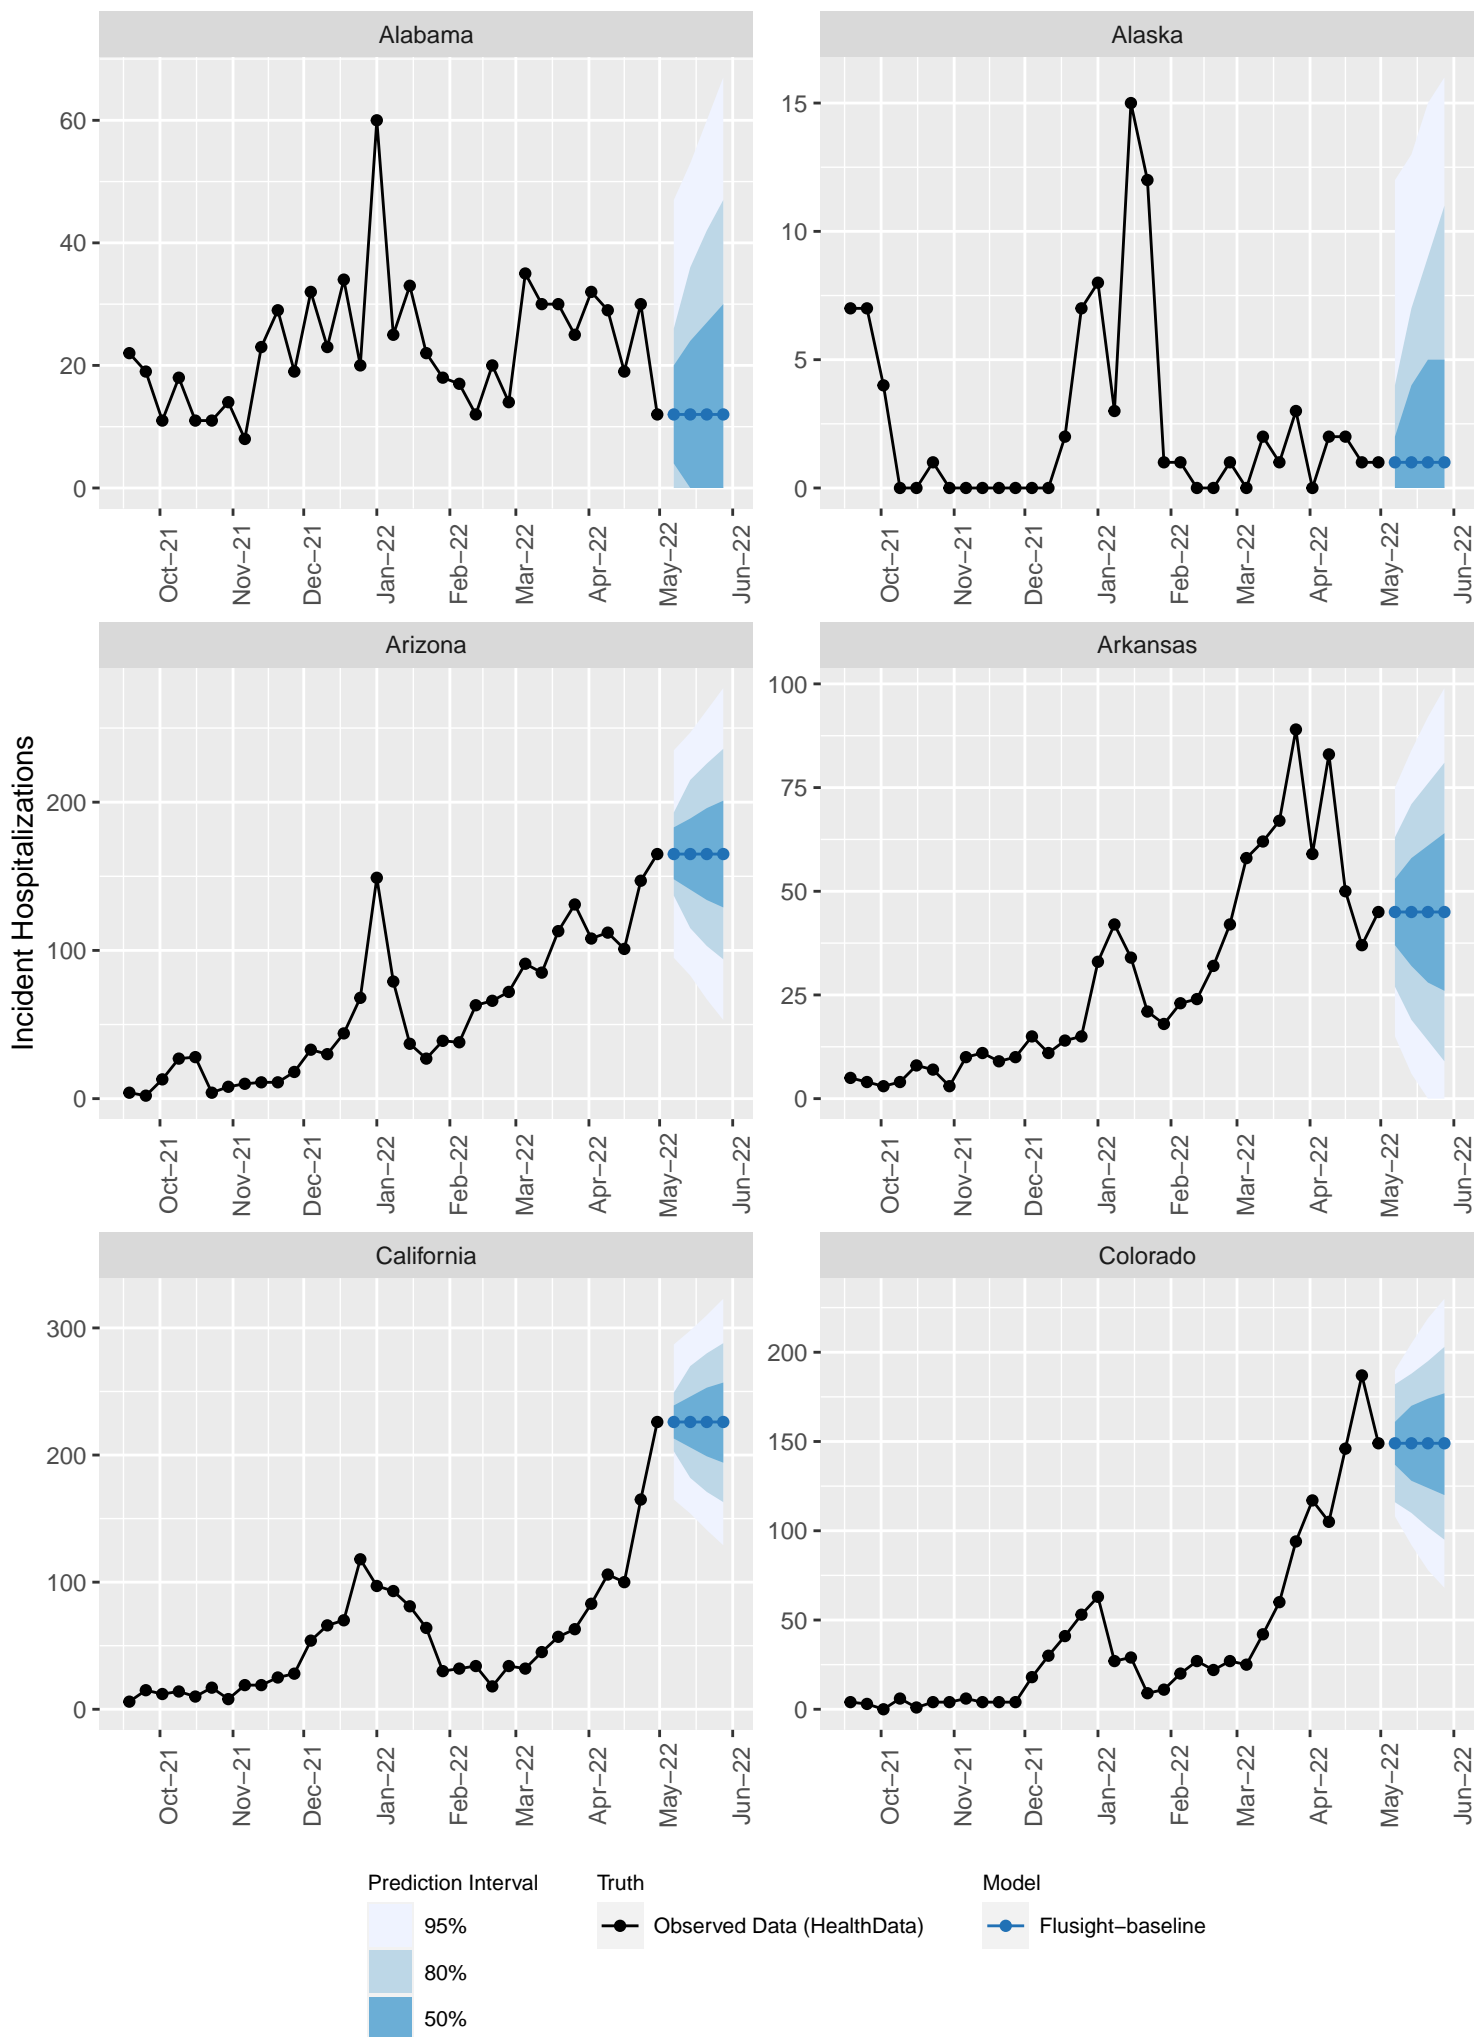 Alabama
Alaska
60
40
20
0
15
10
5
0
Oct−21
Nov−21
Dec−21
Jan−22
Feb−22
Mar−22
Apr−22
May−22
Jun−22
Oct−21
Nov−21
Dec−21
Jan−22
Feb−22
Mar−22
Apr−22
May−22
Jun−22
Incident Hospitalizations
Arizona
Arkansas
200
100
0
100
75
50
25
0
Oct−21
Nov−21
Dec−21
Jan−22
Feb−22
Mar−22
Apr−22
May−22
Jun−22
Oct−21
Nov−21
Dec−21
Jan−22
Feb−22
Mar−22
Apr−22
May−22
Jun−22
California
Colorado
300
200
100
0
200
150
100
50
0
Oct−21
Nov−21
Dec−21
Jan−22
Feb−22
Mar−22
Apr−22
May−22
Jun−22
Oct−21
Nov−21
Dec−21
Jan−22
Feb−22
Mar−22
Apr−22
May−22
Jun−22
Prediction Interval
95%
80%
50%
Truth
Observed Data (HealthData)
Model
Flusight−baseline